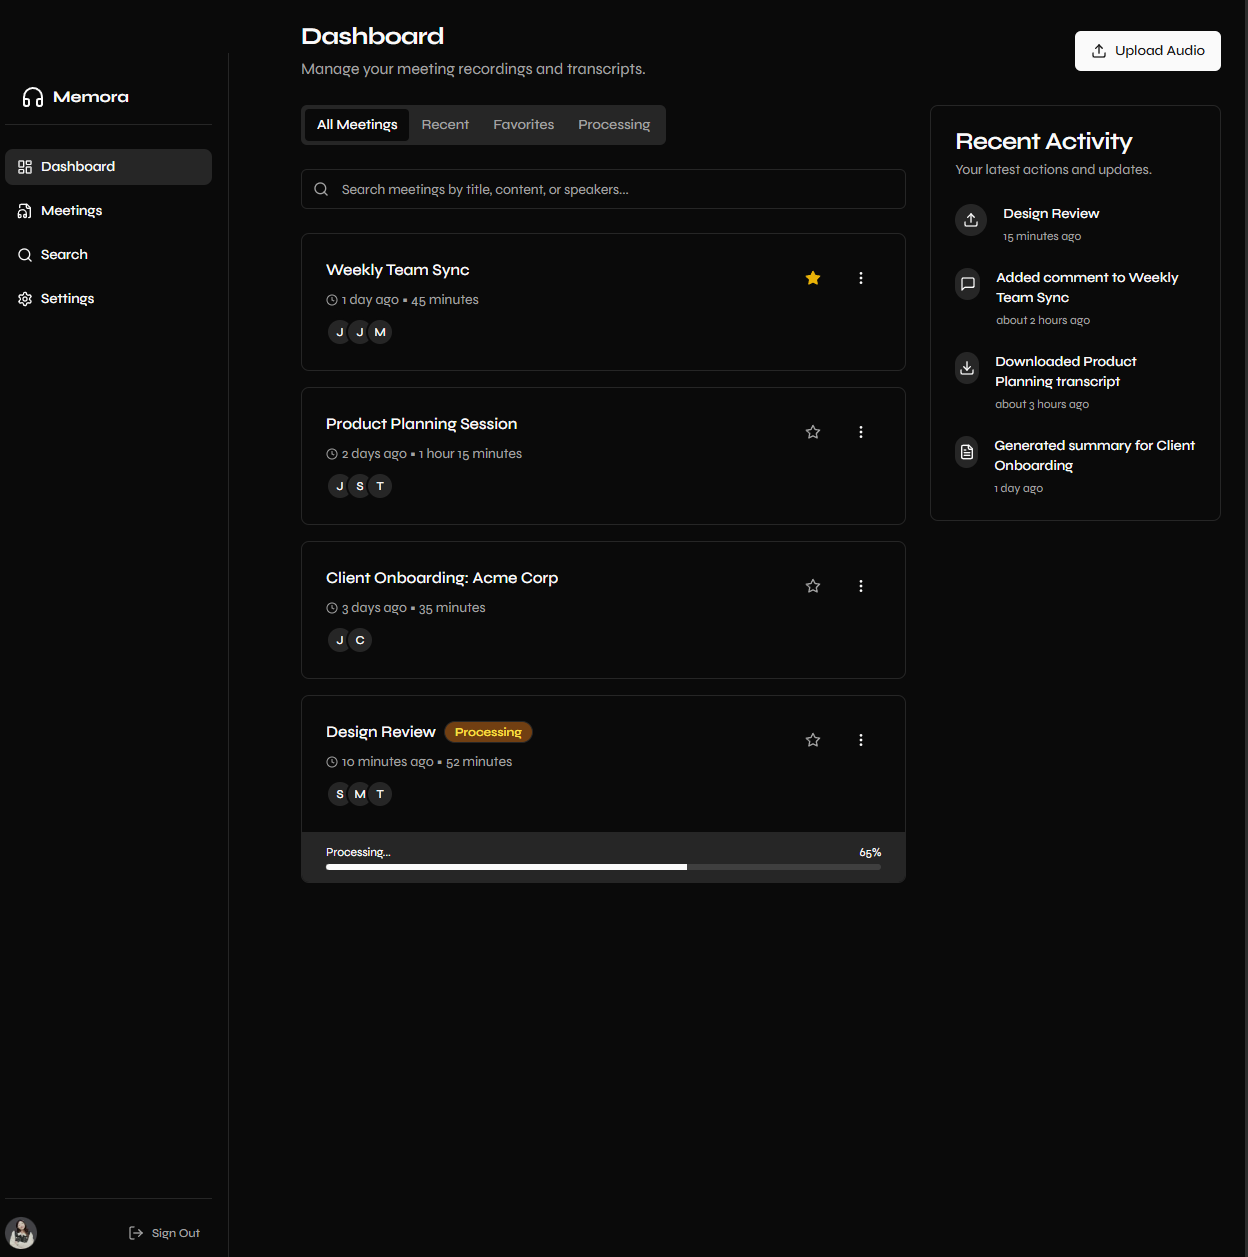 Memora
Dashboard
Meetings
Search
Settings
Sign Out
Dashboard
Manage your meeting recordings and transcripts.
Upload Audio
All Meetings
Recent
Favorites
Processing
Search meetings by title, content, or speakers...
Weekly Team Sync
1 day ago ▪ 45 minutes
J J M
Product Planning Session
2 days ago ▪ 1 hour 15 minutes
J S T
Client Onboarding: Acme Corp
3 days ago ▪ 35 minutes
J C
Design Review Processing
10 minutes ago ▪ 52 minutes
S M T
Processing... 65%
Recent Activity
Your latest actions and updates.
Design Review
15 minutes ago
Added comment to Weekly
Team Sync
about 2 hours ago
Downloaded Product
Planning transcript
about 3 hours ago
Generated summary for Client
Onboarding
1 day ago